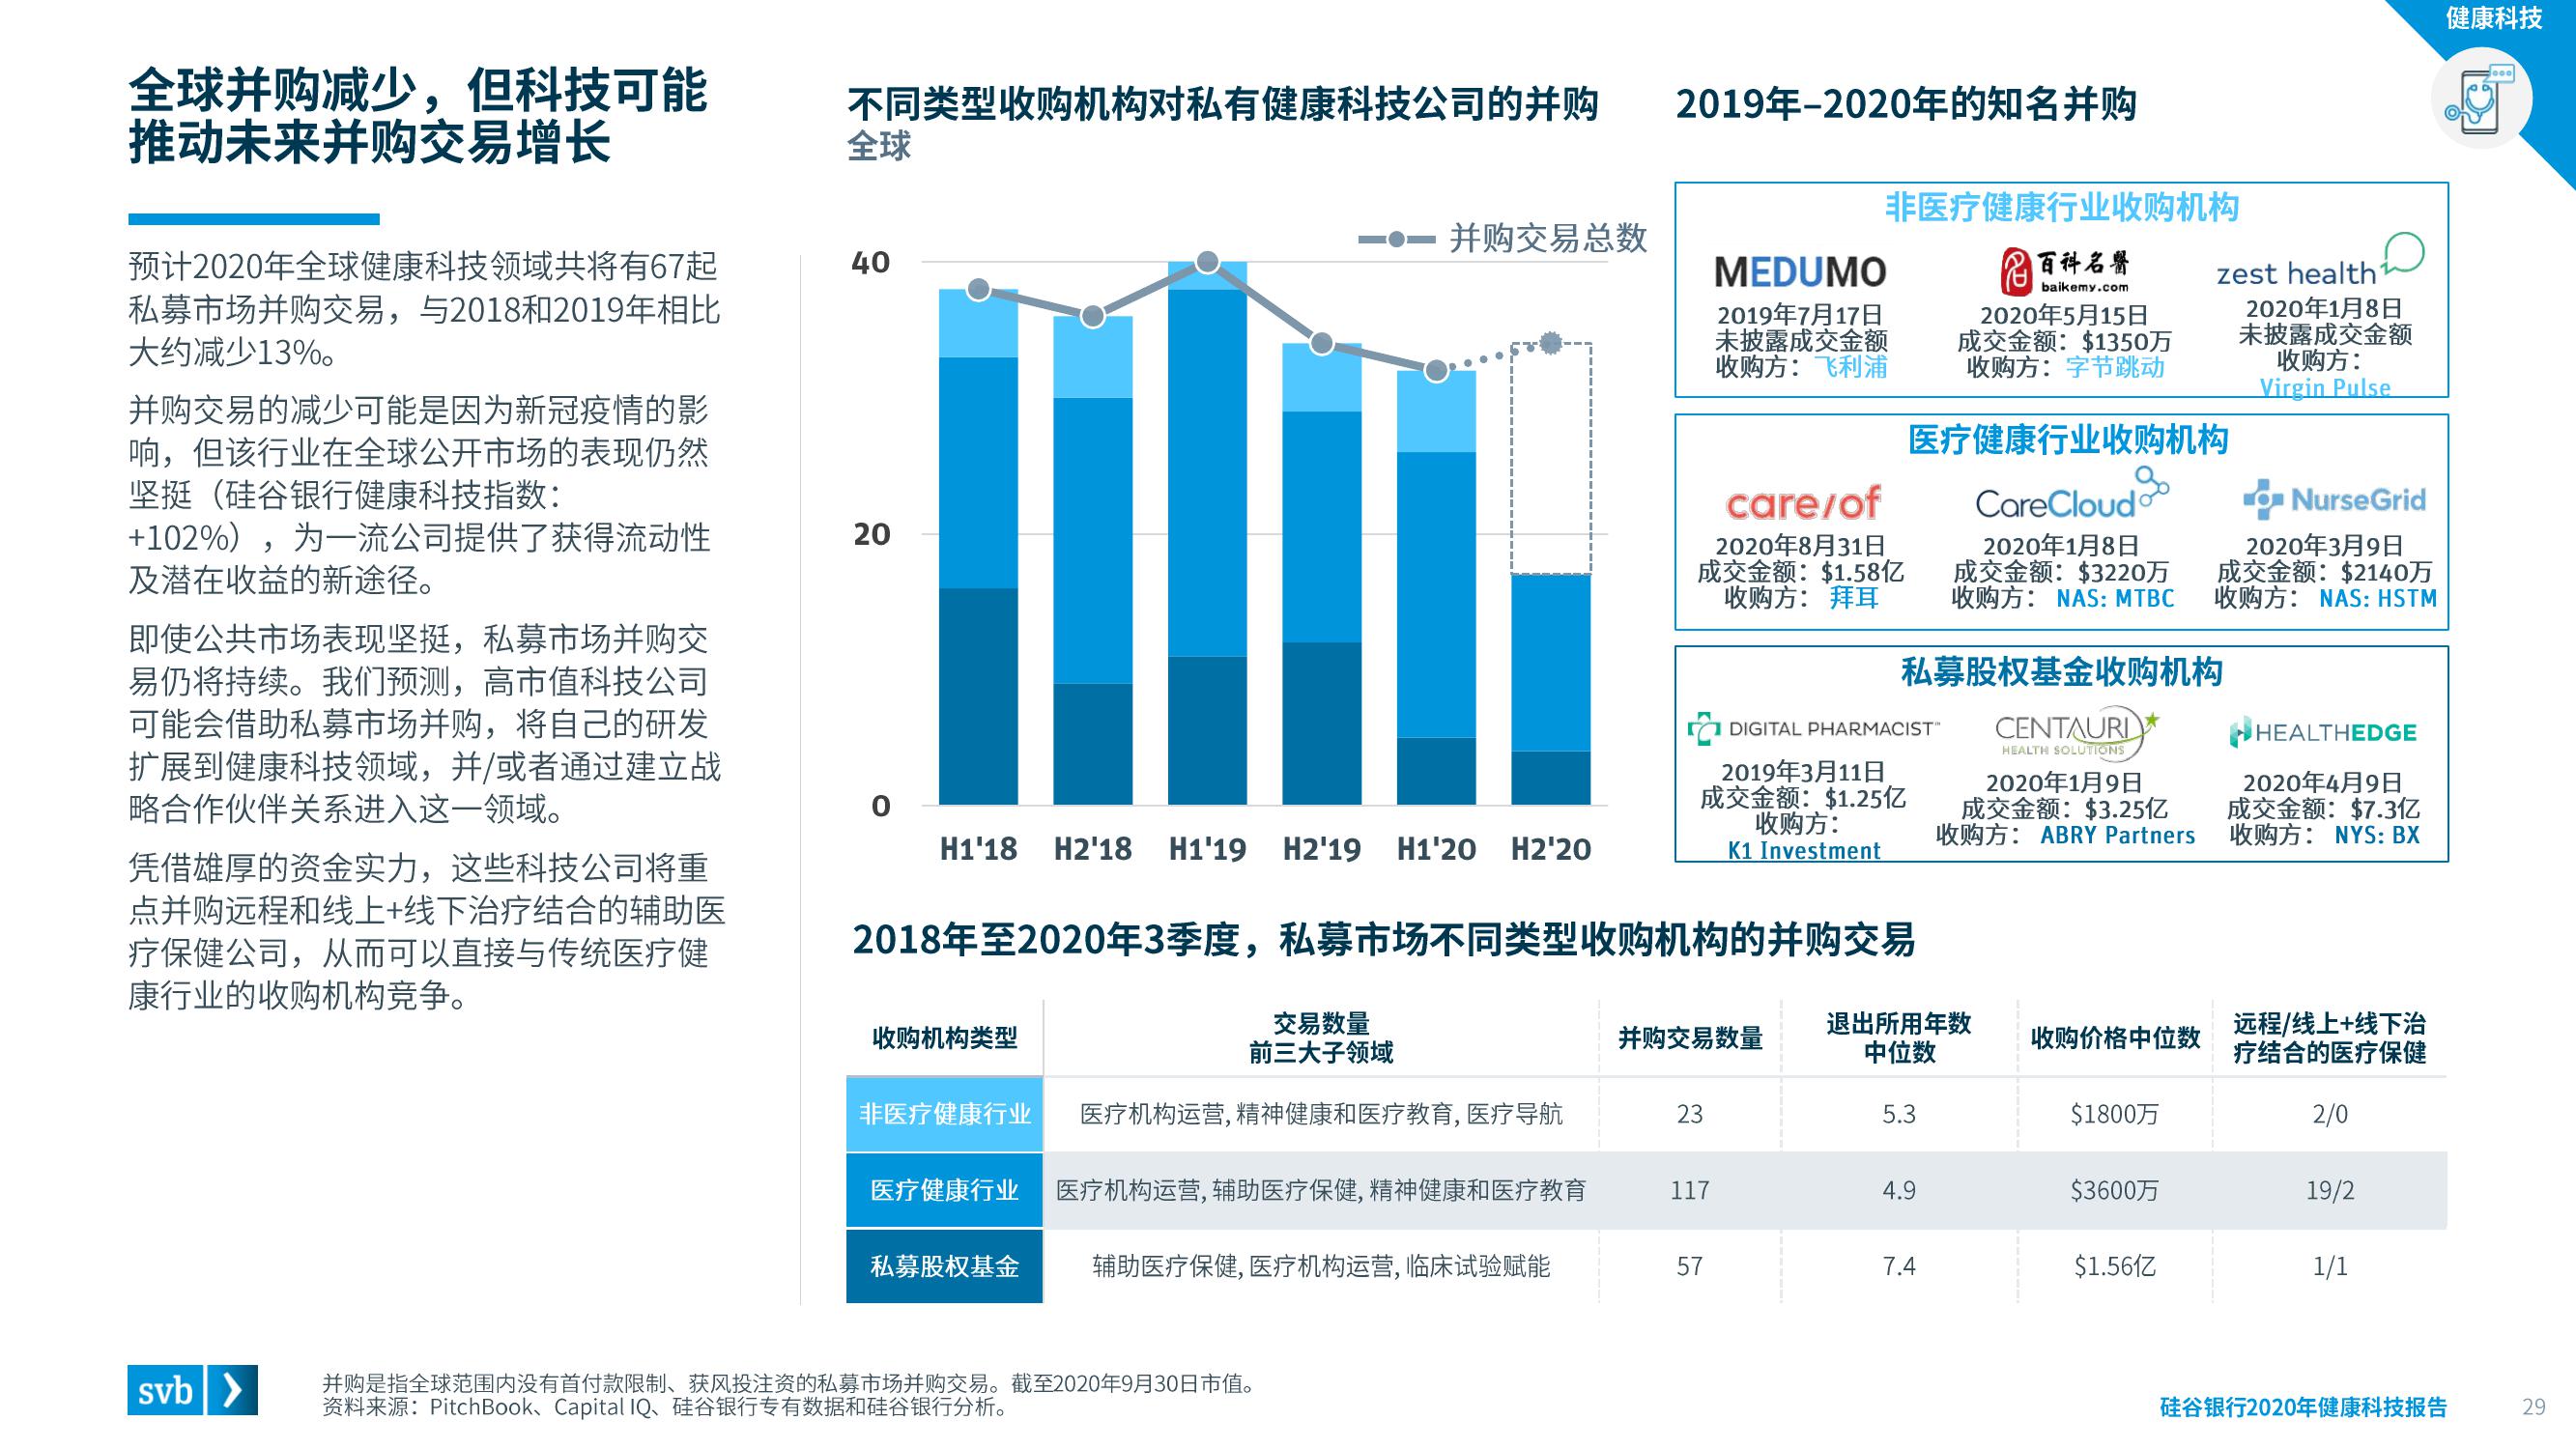 健康科技
全球并购减少，但科技可能
推动未来并购交易增长
预计2020年全球健康科技领域共将有67起
私募市场并购交易，与2018和2019年相比
大约减少13%。
并购交易的减少可能是因为新冠疫情的影
响，但该行业在全球公开市场的表现仍然
坚挺（硅谷银行健康科技指数：
+102%），为一流公司提供了获得流动性
及潜在收益的新途径。
即使公共市场表现坚挺，私募市场并购交
易仍将持续。我们预测，高市值科技公司
可能会借助私募市场并购，将自己的研发
扩展到健康科技领域，并/或者通过建立战
略合作伙伴关系进入这一领域。
凭借雄厚的资金实力，这些科技公司将重
点并购远程和线上+线下治疗结合的辅助医
疗保健公司，从而可以直接与传统医疗健
康行业的收购机构竞争。
不同类型收购机构对私有健康科技公司的并购
全球
并购交易总数
40
20
0
H1'18 H2'18 H1'19 H2'19 H1'20 H2'20
2019年–2020年的知名并购
非医疗健康行业收购机构
MEDUMO
2019年7月17日
未披露成交金额
收购方：飞利浦
百科名醫
baikemy.com
2020年5月15日
成交金额：$1350万
收购方：字节跳动
zest health
2020年1月8日
未披露成交金额
收购方：
Virgin Pulse
医疗健康行业收购机构
care/of
2020年8月31日
成交金额：$1.58亿
收购方： 拜耳
CareCloud
2020年1月8日
成交金额：$3220万
收购方： NAS: MTBC
NurseGrid
2020年3月9日
成交金额：$2140万
收购方： NAS: HSTM
私募股权基金收购机构
DIGITAL PHARMACIST™
2019年3月11日
成交金额：$1.25亿
收购方：
K1 Investment
CENTAURI
HEALTH SOLUTIONS
2020年1月9日
成交金额：$3.25亿
收购方： ABRY Partners
HEALTHEDGE
2020年4月9日
成交金额：$7.3亿
收购方： NYS: BX
2018年至2020年3季度，私募市场不同类型收购机构的并购交易
收购机构类型 交易数量 前三大子领域 并购交易数量 退出所用年数 中位数 收购价格中位数 远程/线上+线下治 疗结合的医疗保健
非医疗健康行业 医疗机构运营, 精神健康和医疗教育, 医疗导航 23 5.3 $1800万 2/0
医疗健康行业 医疗机构运营, 辅助医疗保健, 精神健康和医疗教育 117 4.9 $3600万 19/2
私募股权基金 辅助医疗保健, 医疗机构运营, 临床试验赋能 57 7.4 $1.56亿 1/1
svb
并购是指全球范围内没有首付款限制、获风投注资的私募市场并购交易。截至2020年9月30日市值。
资料来源：PitchBook、Capital IQ、硅谷银行专有数据和硅谷银行分析。
硅谷银行2020年健康科技报告 29